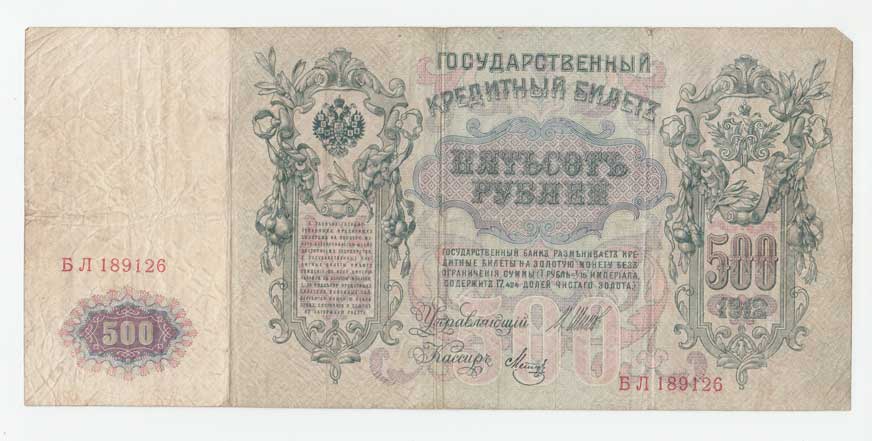 ГОСУДАРСТВЕННЫЙ
КРЕДИТНЫЙ БИЛЕТЪ
ПЯТЬСОТЪ
РУБЛЕЙ
ГОСУДАРСТВЕННЫЙ БАНКЪ РАЗМѢНИВАЕТЪ КРЕ-
ДИТНЫЕ БИЛЕТЫ НА ЗОЛОТУЮ МОНЕТУ БЕЗЪ
ОГРАНИЧЕНІЯ СУММЫ (1 РУБЛЬ=1/15 ИМПЕРІАЛА,
СОДЕРЖИТЪ 17,424 ДОЛЕЙ ЧИСТАГО ЗОЛОТА).
Управляющій
Кассиръ
500
БЛ 189126
500
500
1912
БЛ 189126